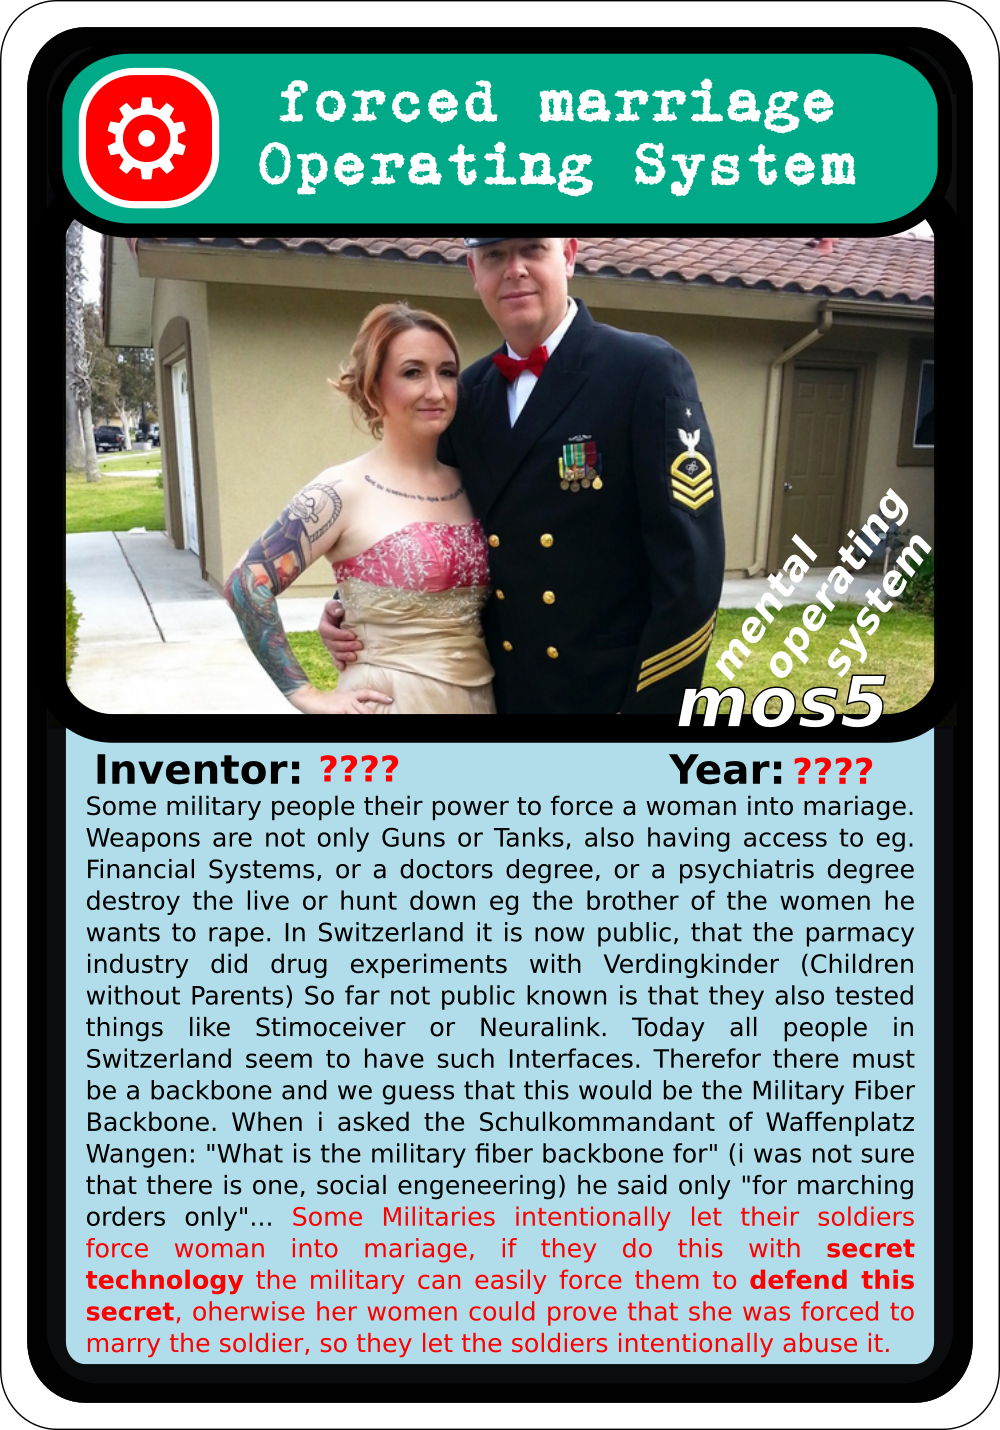 forced marriage
Operating System
mental
operating
system
mos5
Inventor: ????
Year: ????
Some military people their power to force a woman into mariage.
Weapons are not only Guns or Tanks, also having access to eg.
Financial Systems, or a doctors degree, or a psychiatris degree
destroy the live or hunt down eg the brother of the women he
wants to rape. In Switzerland it is now public, that the parmacy
industry did drug experiments with Verdingkinder (Children
without Parents) So far not public known is that they also tested
things like Stimoceiver or Neuralink. Today all people in
Switzerland seem to have such Interfaces. Therefor there must
be a backbone and we guess that this would be the Military Fiber
Backbone. When i asked the Schulkommandant of Waffenplatz
Wangen: "What is the military fiber backbone for" (i was not sure
that there is one, social engeneering) he said only "for marching
orders only"... Some Militaries intentionally let their soldiers
force woman into mariage, if they do this with secret
technology the military can easily force them to defend this
secret, oherwise her women could prove that she was forced to
marry the soldier, so they let the soldiers intentionally abuse it.